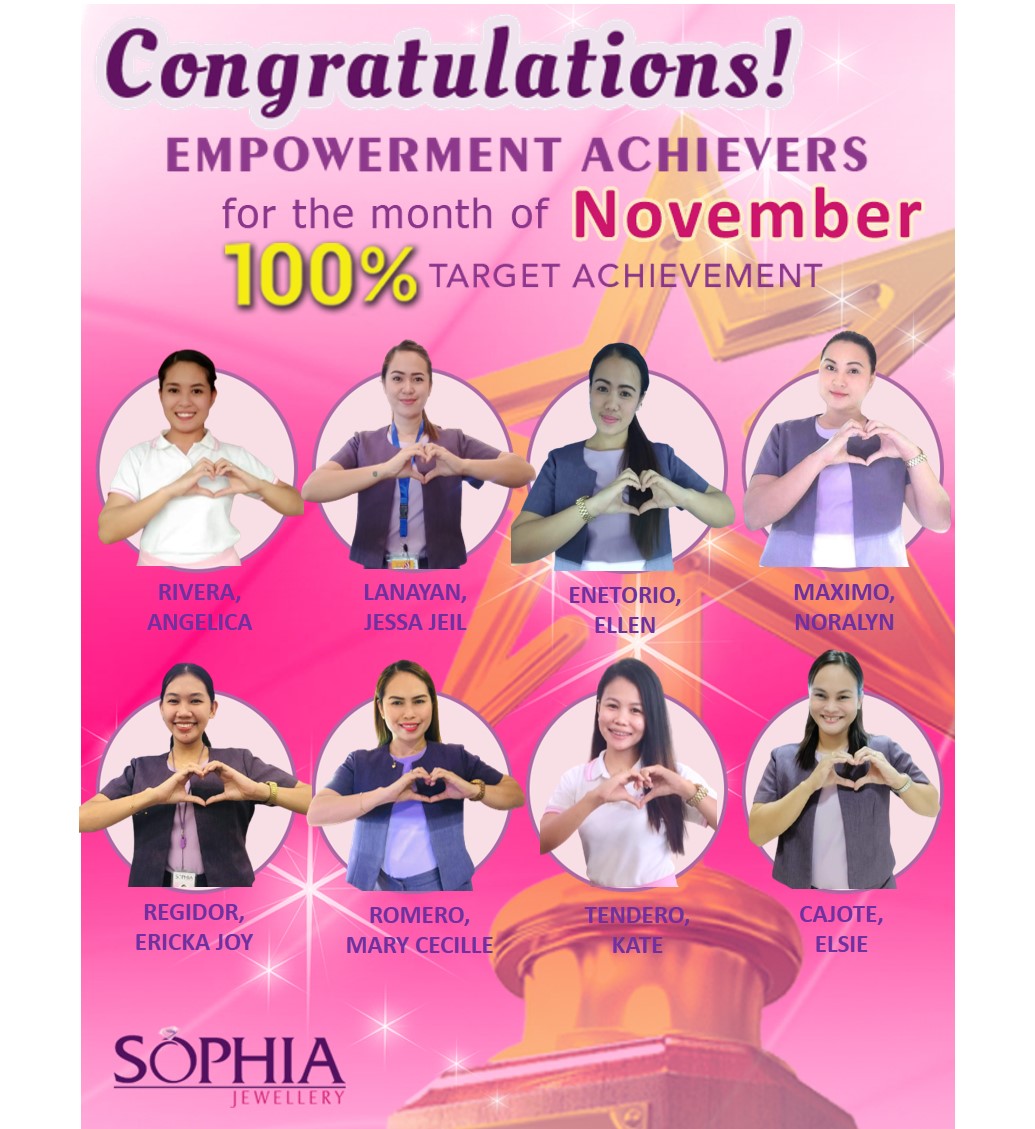 Congratulations!
EMPOWERMENT ACHIEVERS
for the month of November
100% TARGET ACHIEVEMENT
RIVERA,
ANGELICA
LANAYAN,
JESSA JEIL
ENETORIO,
ELLEN
MAXIMO,
NORALYN
REGIDOR,
ERICKA JOY
ROMERO,
MARY CECILLE
TENDERO,
KATE
CAJOTE,
ELSIE
SOPHIA
SOPHIA
JEWELLERY